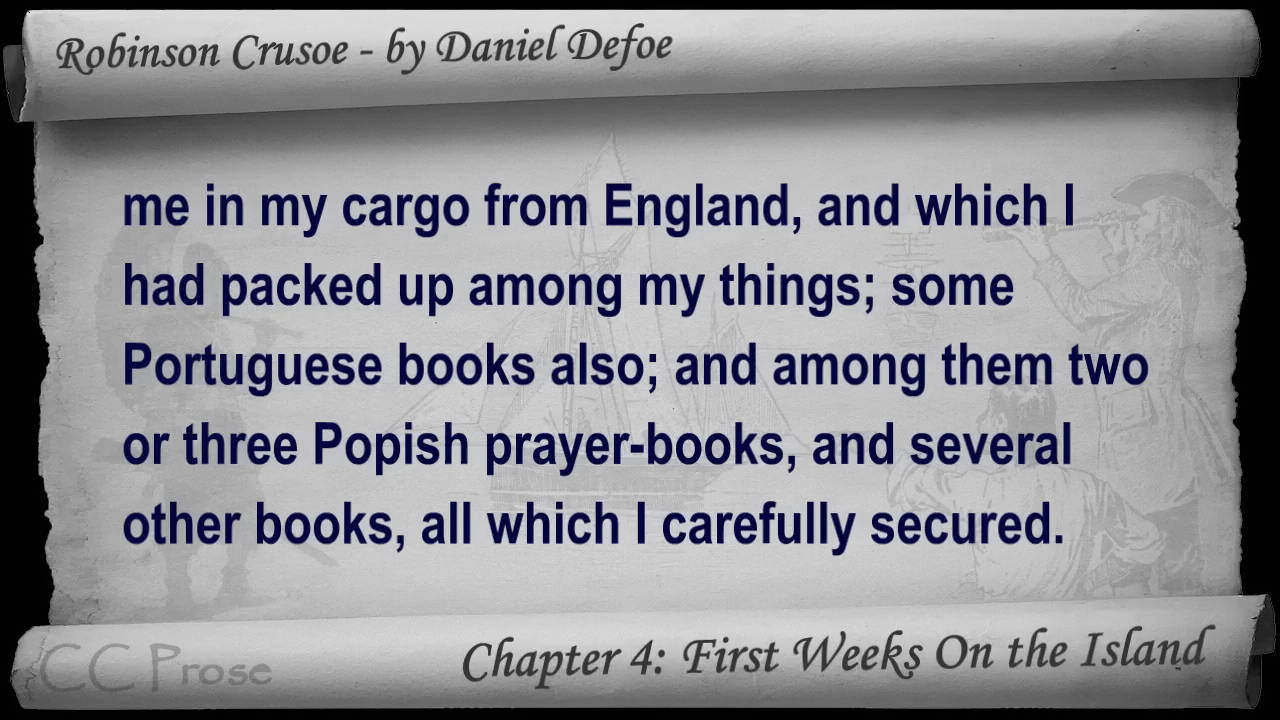 Robinson Crusoe - by Daniel Defoe
me in my cargo from England, and which I
had packed up among my things; some
Portuguese books also; and among them two
or three Popish prayer-books, and several
other books, all which I carefully secured.
CC Prose
Chapter 4: First Weeks On the Island